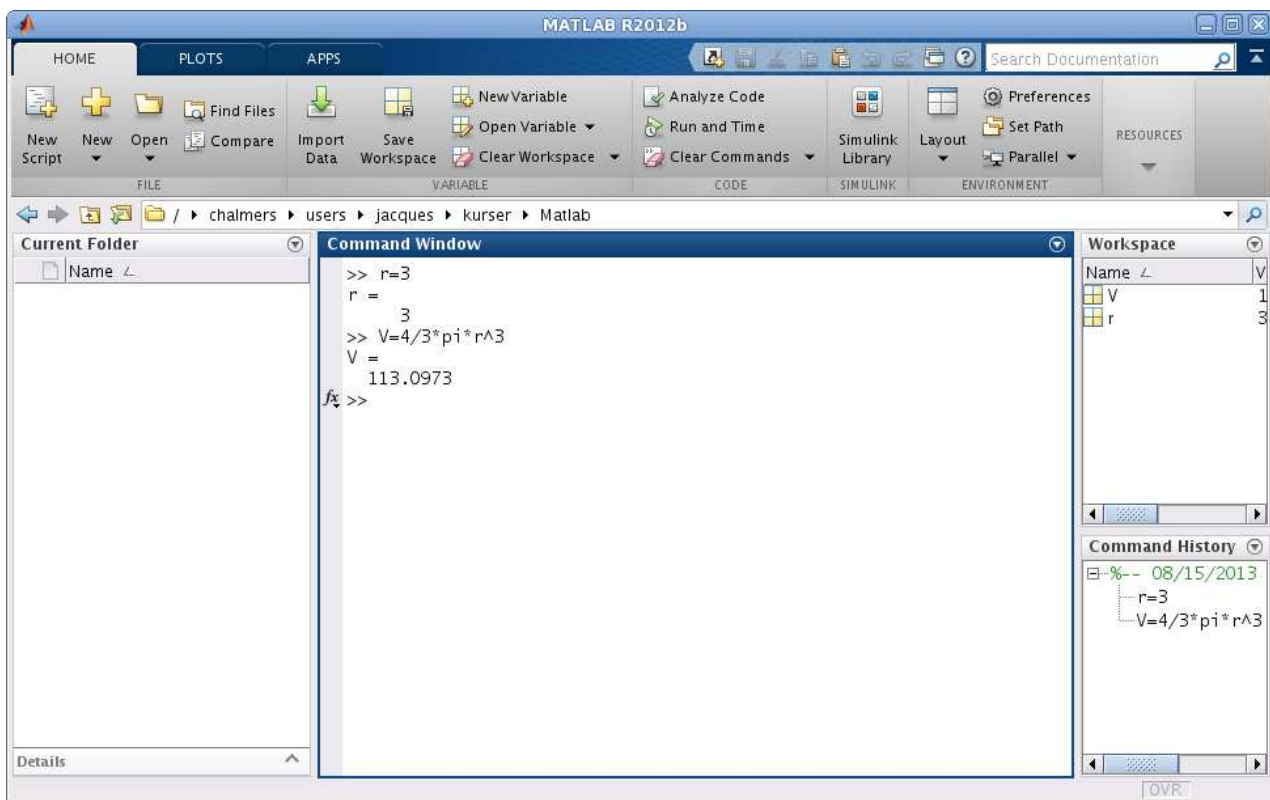 MATLAB R2012b
HOME PLOTS APPS Search Documentation
New Script
New
Open
Find Files
Compare
FILE
Import Data
Save Workspace
New Variable
Open Variable
Clear Workspace
VARIABLE
Analyze Code
Run and Time
Clear Commands
CODE
Simulink Library
SIMULINK
Layout
Preferences
Set Path
Parallel
ENVIRONMENT
RESOURCES
/ chalmers users jacques kurser Matlab
Current Folder
Name
Details
Command Window
>> r=3
r =
3
>> V=4/3*pi*r^3
V =
113.0973
fx >>
Workspace
Name V
V 1
r 3
Command History
%-- 08/15/2013
r=3
V=4/3*pi*r^3
OVR